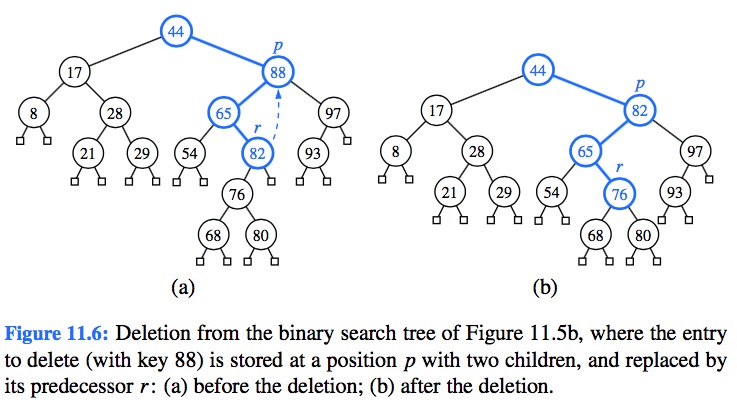 44
p
17 88
8 28 65 97
r
21 29 54 82 93
76
68 80
(a)
44
p
17 82
8 28 65 97
r
21 29 54 76 93
68 80
(b)
Figure 11.6: Deletion from the binary search tree of Figure 11.5b, where the entry
to delete (with key 88) is stored at a position p with two children, and replaced by
its predecessor r: (a) before the deletion; (b) after the deletion.